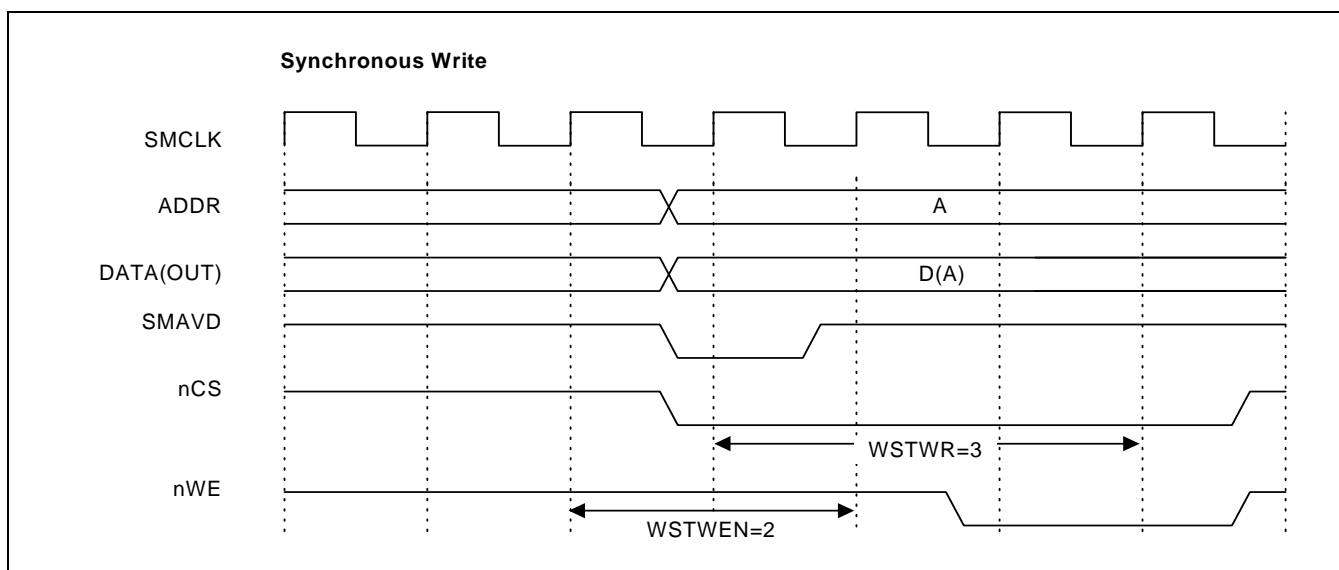 Synchronous Write
SMCLK
ADDR
A
DATA(OUT)
D(A)
SMAVD
nCS
WSTWR=3
nWE
WSTWEN=2